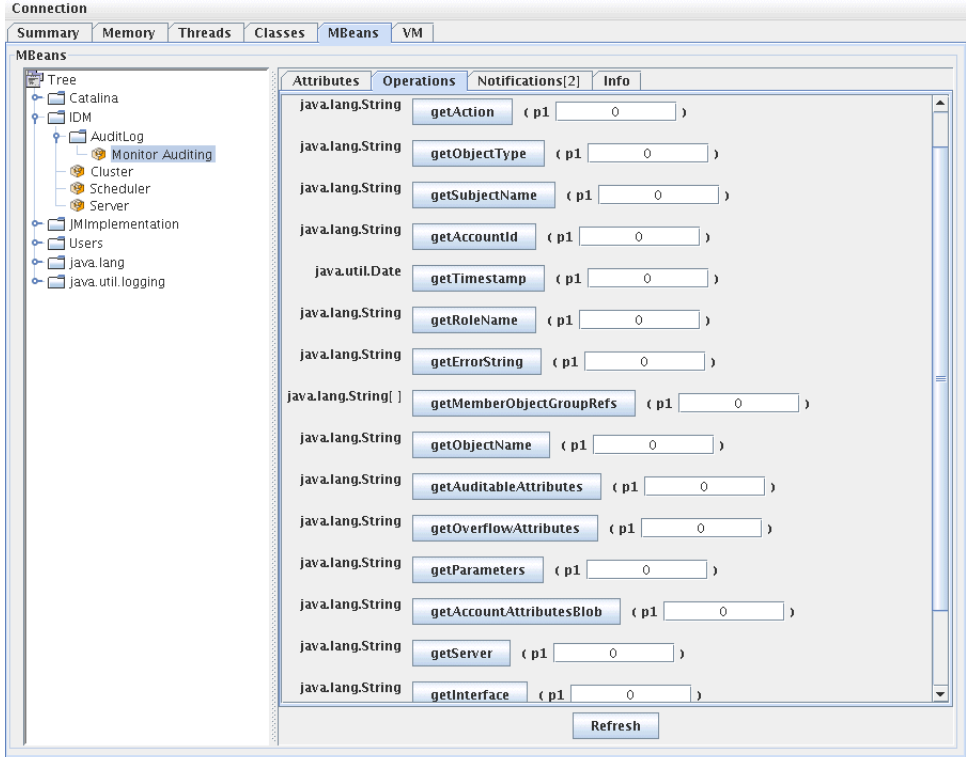 Connection
Summary Memory Threads Classes MBeans VM
MBeans
Tree
Catalina
IDM
AuditLog
Monitor Auditing
Cluster
Scheduler
Server
JMImplementation
Users
java.lang
java.util.logging
Attributes Operations Notifications[2] Info
java.lang.String getAction ( p1 0 )
java.lang.String getObjectType ( p1 0 )
java.lang.String getSubjectName ( p1 0 )
java.lang.String getAccountId ( p1 0 )
java.util.Date getTimestamp ( p1 0 )
java.lang.String getRoleName ( p1 0 )
java.lang.String getErrorString ( p1 0 )
java.lang.String[ ] getMemberObjectGroupRefs ( p1 0 )
java.lang.String getObjectName ( p1 0 )
java.lang.String getAuditableAttributes ( p1 0 )
java.lang.String getOverflowAttributes ( p1 0 )
java.lang.String getParameters ( p1 0 )
java.lang.String getAccountAttributesBlob ( p1 0 )
java.lang.String getServer ( p1 0 )
java.lang.String getInterface ( p1 0 )
Refresh